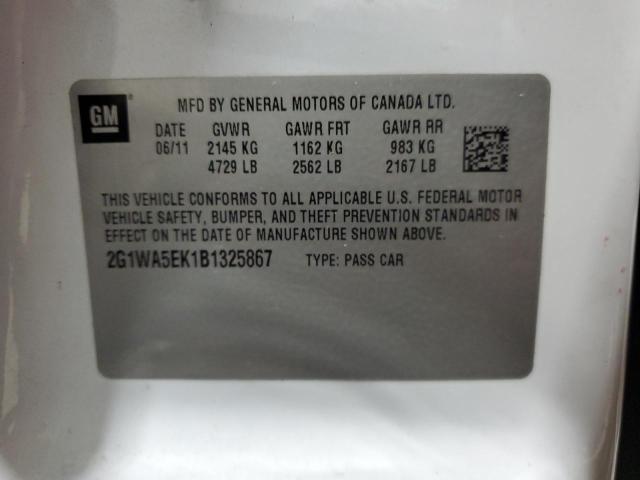 GM
MFD BY GENERAL MOTORS OF CANADA LTD.
DATE GVWR GAWR FRT GAWR RR
06/11 2145 KG 1162 KG 983 KG
4729 LB 2562 LB 2167 LB
THIS VEHICLE CONFORMS TO ALL APPLICABLE U.S. FEDERAL MOTOR
VEHICLE SAFETY, BUMPER, AND THEFT PREVENTION STANDARDS IN
EFFECT ON THE DATE OF MANUFACTURE SHOWN ABOVE.
2G1WA5EK1B1325867 TYPE: PASS CAR